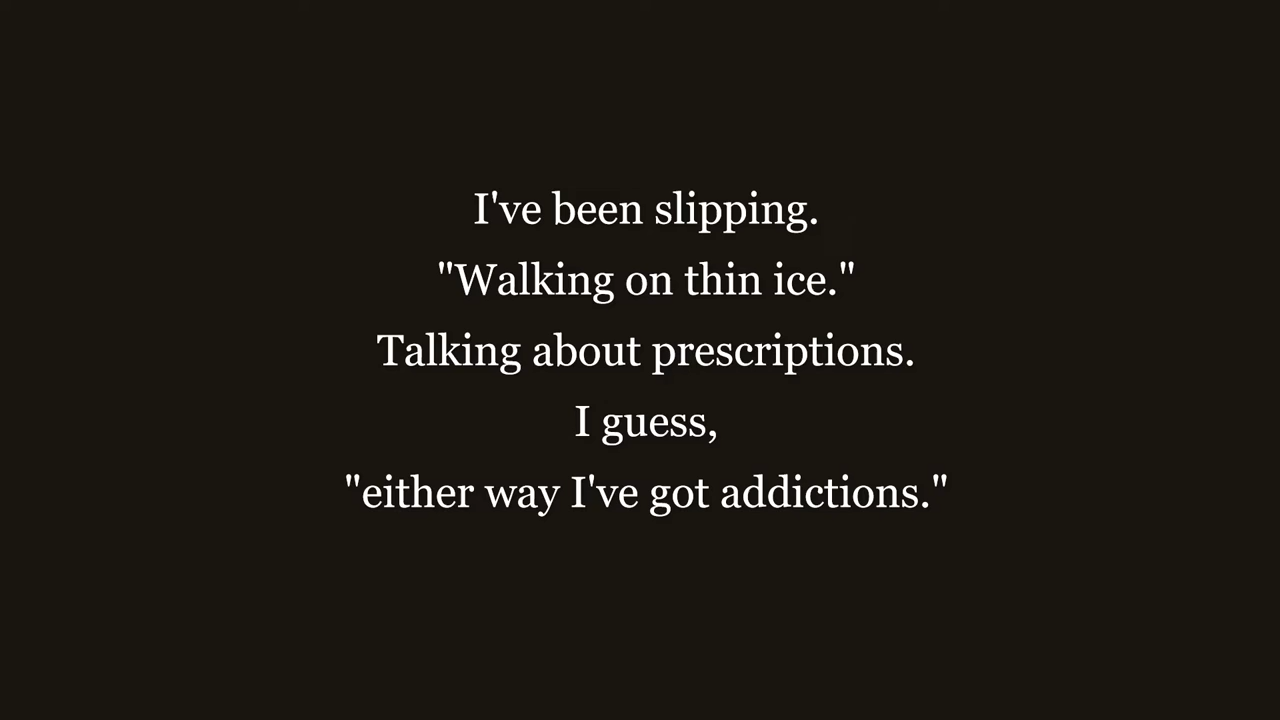 I've been slipping.
"Walking on thin ice."
Talking about prescriptions.
I guess,
"either way I've got addictions."